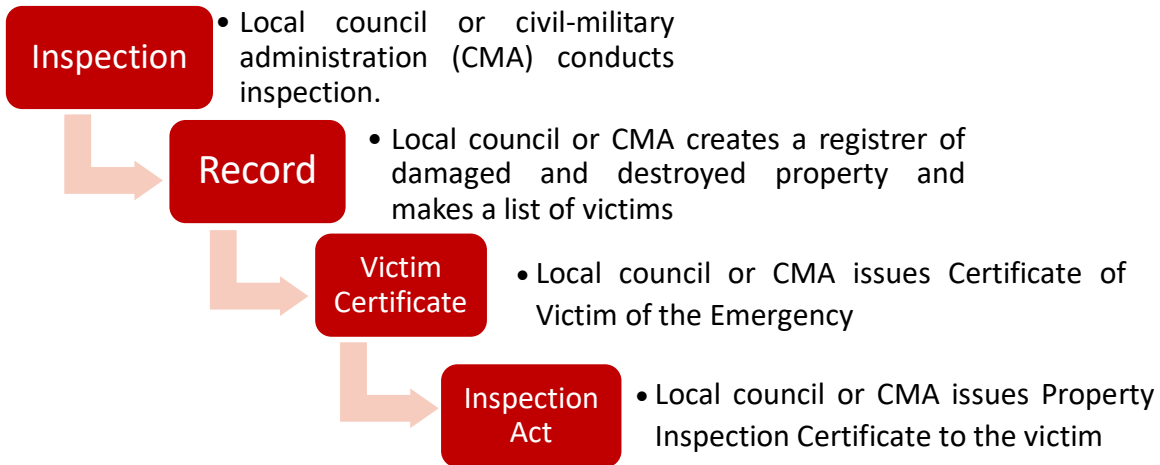 Inspection
• Local council or civil-military
administration (CMA) conducts
inspection.
Record
• Local council or CMA creates a registrer of
damaged and destroyed property and
makes a list of victims
Victim
Certificate
• Local council or CMA issues Certificate of
Victim of the Emergency
Inspection
Act
• Local council or CMA issues Property
Inspection Certificate to the victim